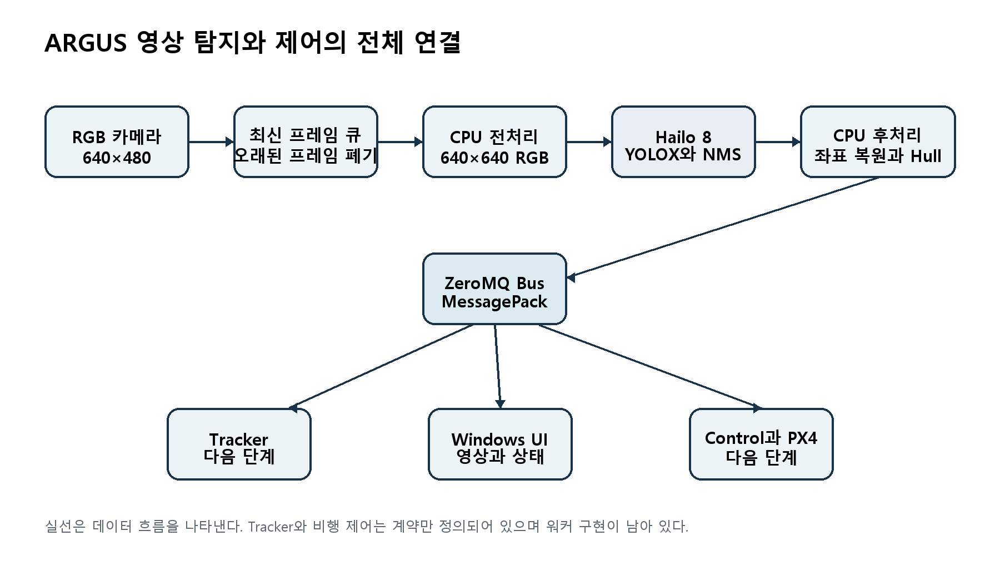 ARGUS 영상 탐지와 제어의 전체 연결
RGB 카메라
640×480
최신 프레임 큐
오래된 프레임 폐기
CPU 전처리
640×640 RGB
Hailo 8
YOLOX와 NMS
CPU 후처리
좌표 복원과 Hull
ZeroMQ Bus
MessagePack
Tracker
다음 단계
Windows UI
영상과 상태
Control과 PX4
다음 단계
실선은 데이터 흐름을 나타낸다. Tracker와 비행 제어는 계약만 정의되어 있으며 워커 구현이 남아 있다.